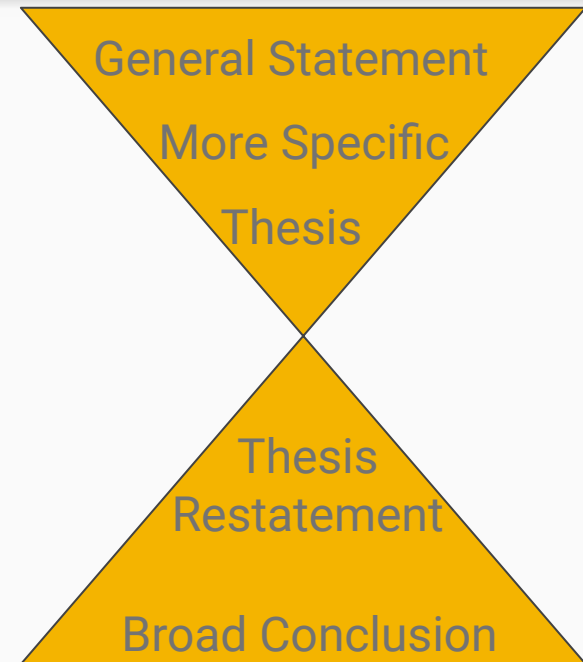 General Statement
More Specific
Thesis
Thesis
Restatement
Broad Conclusion